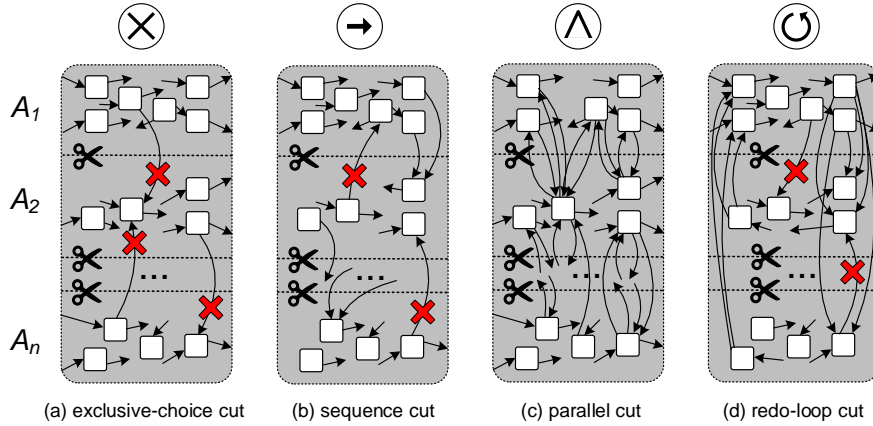 A1
A2
...
...
...
...
An
(a) exclusive-choice cut (b) sequence cut (c) parallel cut (d) redo-loop cut